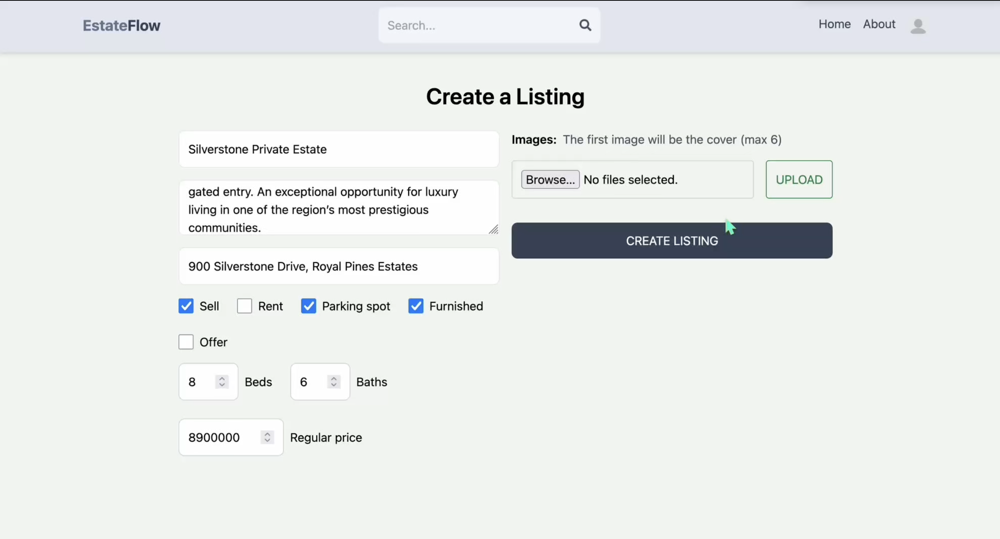 EstateFlow
Search...
Home About
Create a Listing
Silverstone Private Estate
gated entry. An exceptional opportunity for luxury
living in one of the region’s most prestigious
communities.
900 Silverstone Drive, Royal Pines Estates
Sell Rent Parking spot Furnished
Offer
8 Beds 6 Baths
8900000 Regular price
Images: The first image will be the cover (max 6)
Browse... No files selected. UPLOAD
CREATE LISTING